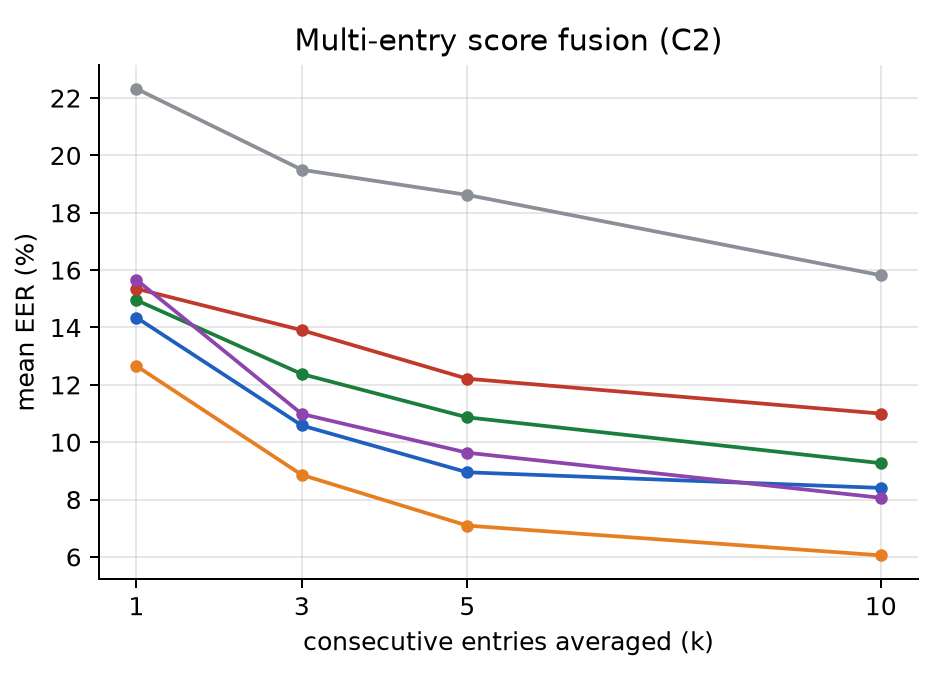 Multi-entry score fusion (C2)
mean EER (%)
22
20
18
16
14
12
10
8
6
1 3 5 10
consecutive entries averaged (k)